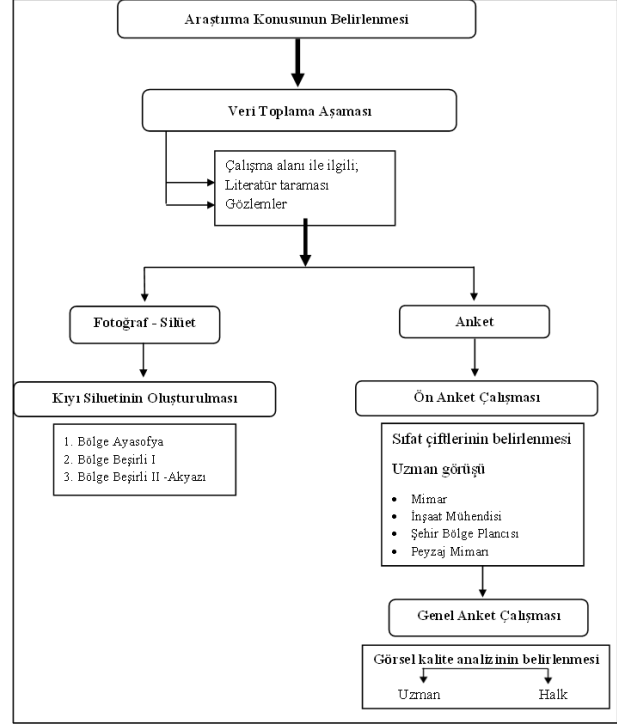 Araştırma Konusunun Belirlenmesi
Veri Toplama Aşaması
Çalışma alanı ile ilgili;
Literatür taraması
Gözlemler
Fotoğraf - Silüet
Anket
Kıyı Siluetinin Oluşturulması
Ön Anket Çalışması
1. Bölge Ayasofya
2. Bölge Beşirli I
3. Bölge Beşirli II -Akyazı
Sıfat çiftlerinin belirlenmesi
Uzman görüşü
• Mimar
• İnşaat Mühendisi
• Şehir Bölge Plancısı
• Peyzaj Mimarı
Genel Anket Çalışması
Görsel kalite analizinin belirlenmesi
Uzman Halk